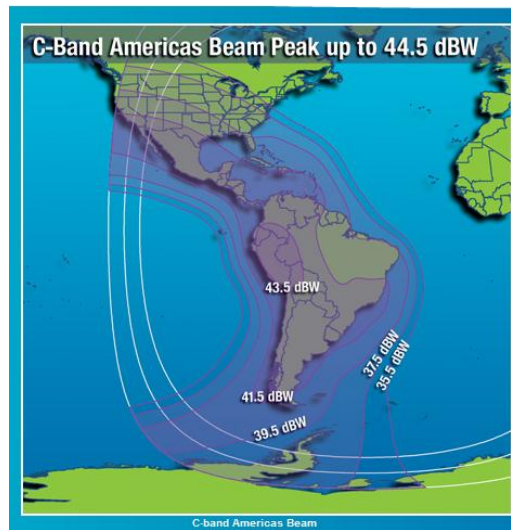 C-Band Americas Beam Peak up to 44.5 dBW
43.5 dBW
37.5 dBW
35.5 dBW
41.5 dBW
39.5 dBW
C-band Americas Beam